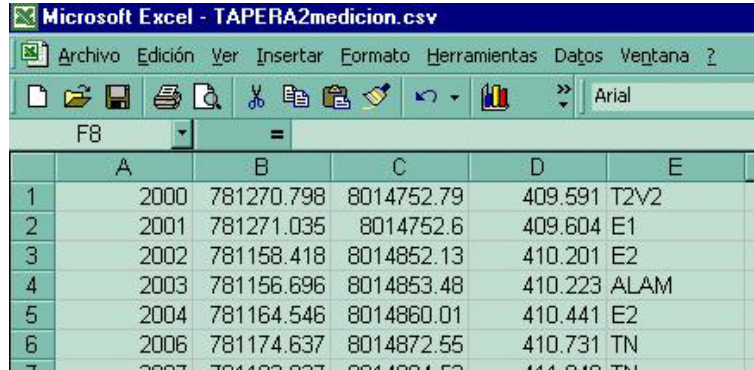 Microsoft Excel - TAPERA2medicion.csv
Archivo Edición Ver Insertar Formato Herramientas Datos Ventana ?
Arial
F8 =
A B C D E
1 2000 781270.798 8014752.79 409.591 T2V2
2 2001 781271.035 8014752.6 409.604 E1
3 2002 781158.418 8014852.13 410.201 E2
4 2003 781156.696 8014853.48 410.223 ALAM
5 2004 781164.546 8014860.01 410.441 E2
6 2006 781174.637 8014872.55 410.731 TN